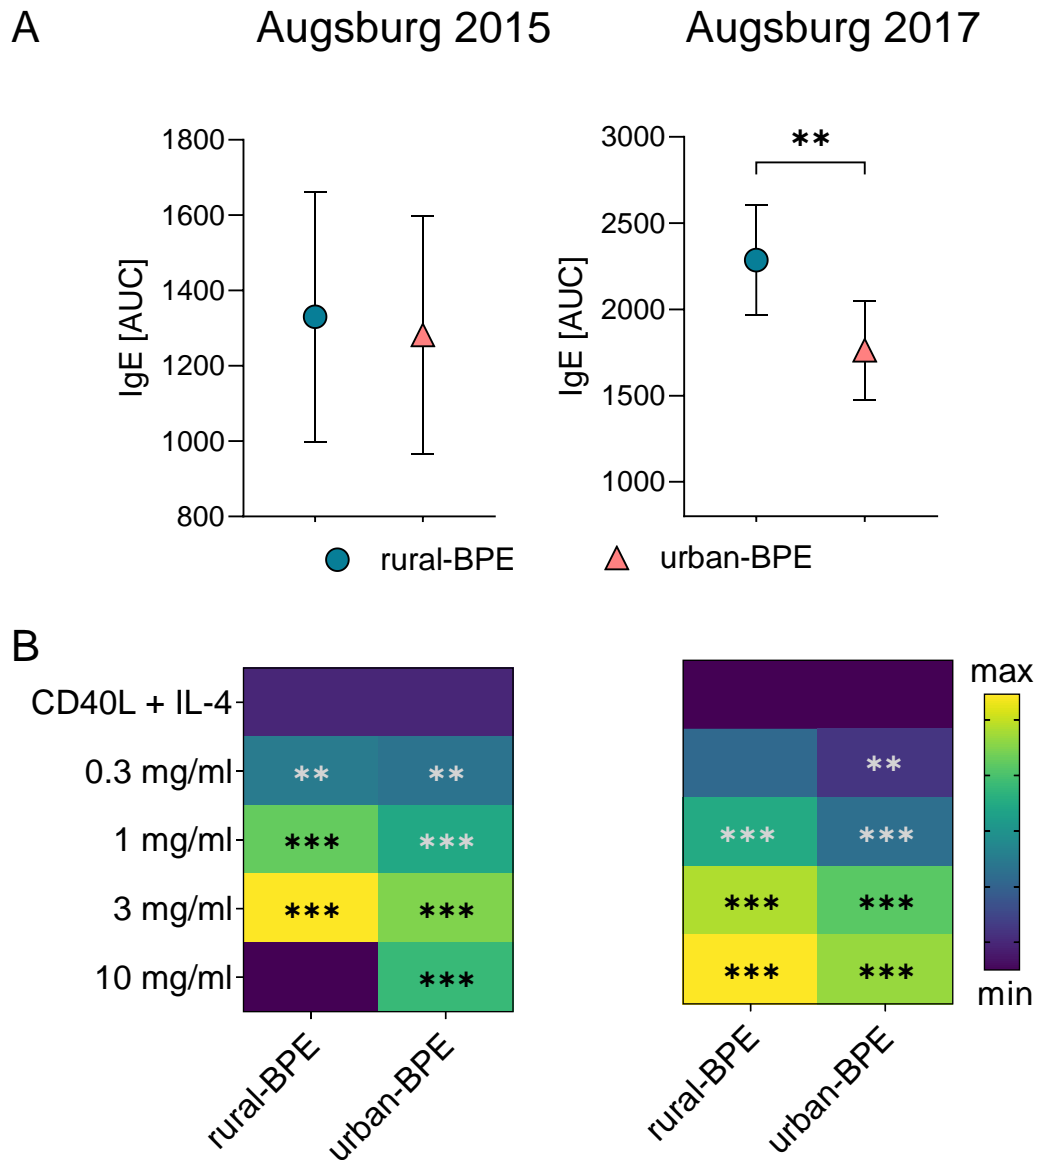 A
Augsburg 2015
Augsburg 2017
1800
1600
1400
1200
1000
800
IgE [AUC]
3000
2500
2000
1500
1000
IgE [AUC]
**
rural-BPE
urban-BPE
B
CD40L + IL-4
0.3 mg/ml
1 mg/ml
3 mg/ml
10 mg/ml
** **
*** ***
*** ***
***
rural-BPE
urban-BPE
**
*** ***
*** ***
*** ***
rural-BPE
urban-BPE
max
min